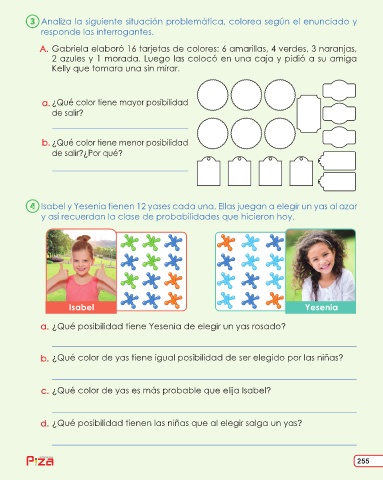 3 Analiza la siguiente situación problemática, colorea según el enunciado y
responde las interrogantes.
A. Gabriela elaboró 16 tarjetas de colores: 6 amarillas, 4 verdes, 3 naranjas,
2 azules y 1 morada. Luego las colocó en una caja y pidió a su amiga
Kelly que tomara una sin mirar.
a. ¿Qué color tiene mayor posibilidad
de salir?
b. ¿Qué color tiene menor posibilidad
de salir?¿Por qué?
4 Isabel y Yesenia tienen 12 yases cada una. Ellas juegan a elegir un yas al azar
y así recuerdan la clase de probabilidades que hicieron hoy.
Isabel
Yesenia
a. ¿Qué posibilidad tiene Yesenia de elegir un yas rosado?
b. ¿Qué color de yas tiene igual posibilidad de ser elegido por las niñas?
c. ¿Qué color de yas es más probable que elija Isabel?
d. ¿Qué posibilidad tienen las niñas que al elegir salga un yas?
P¡za
255